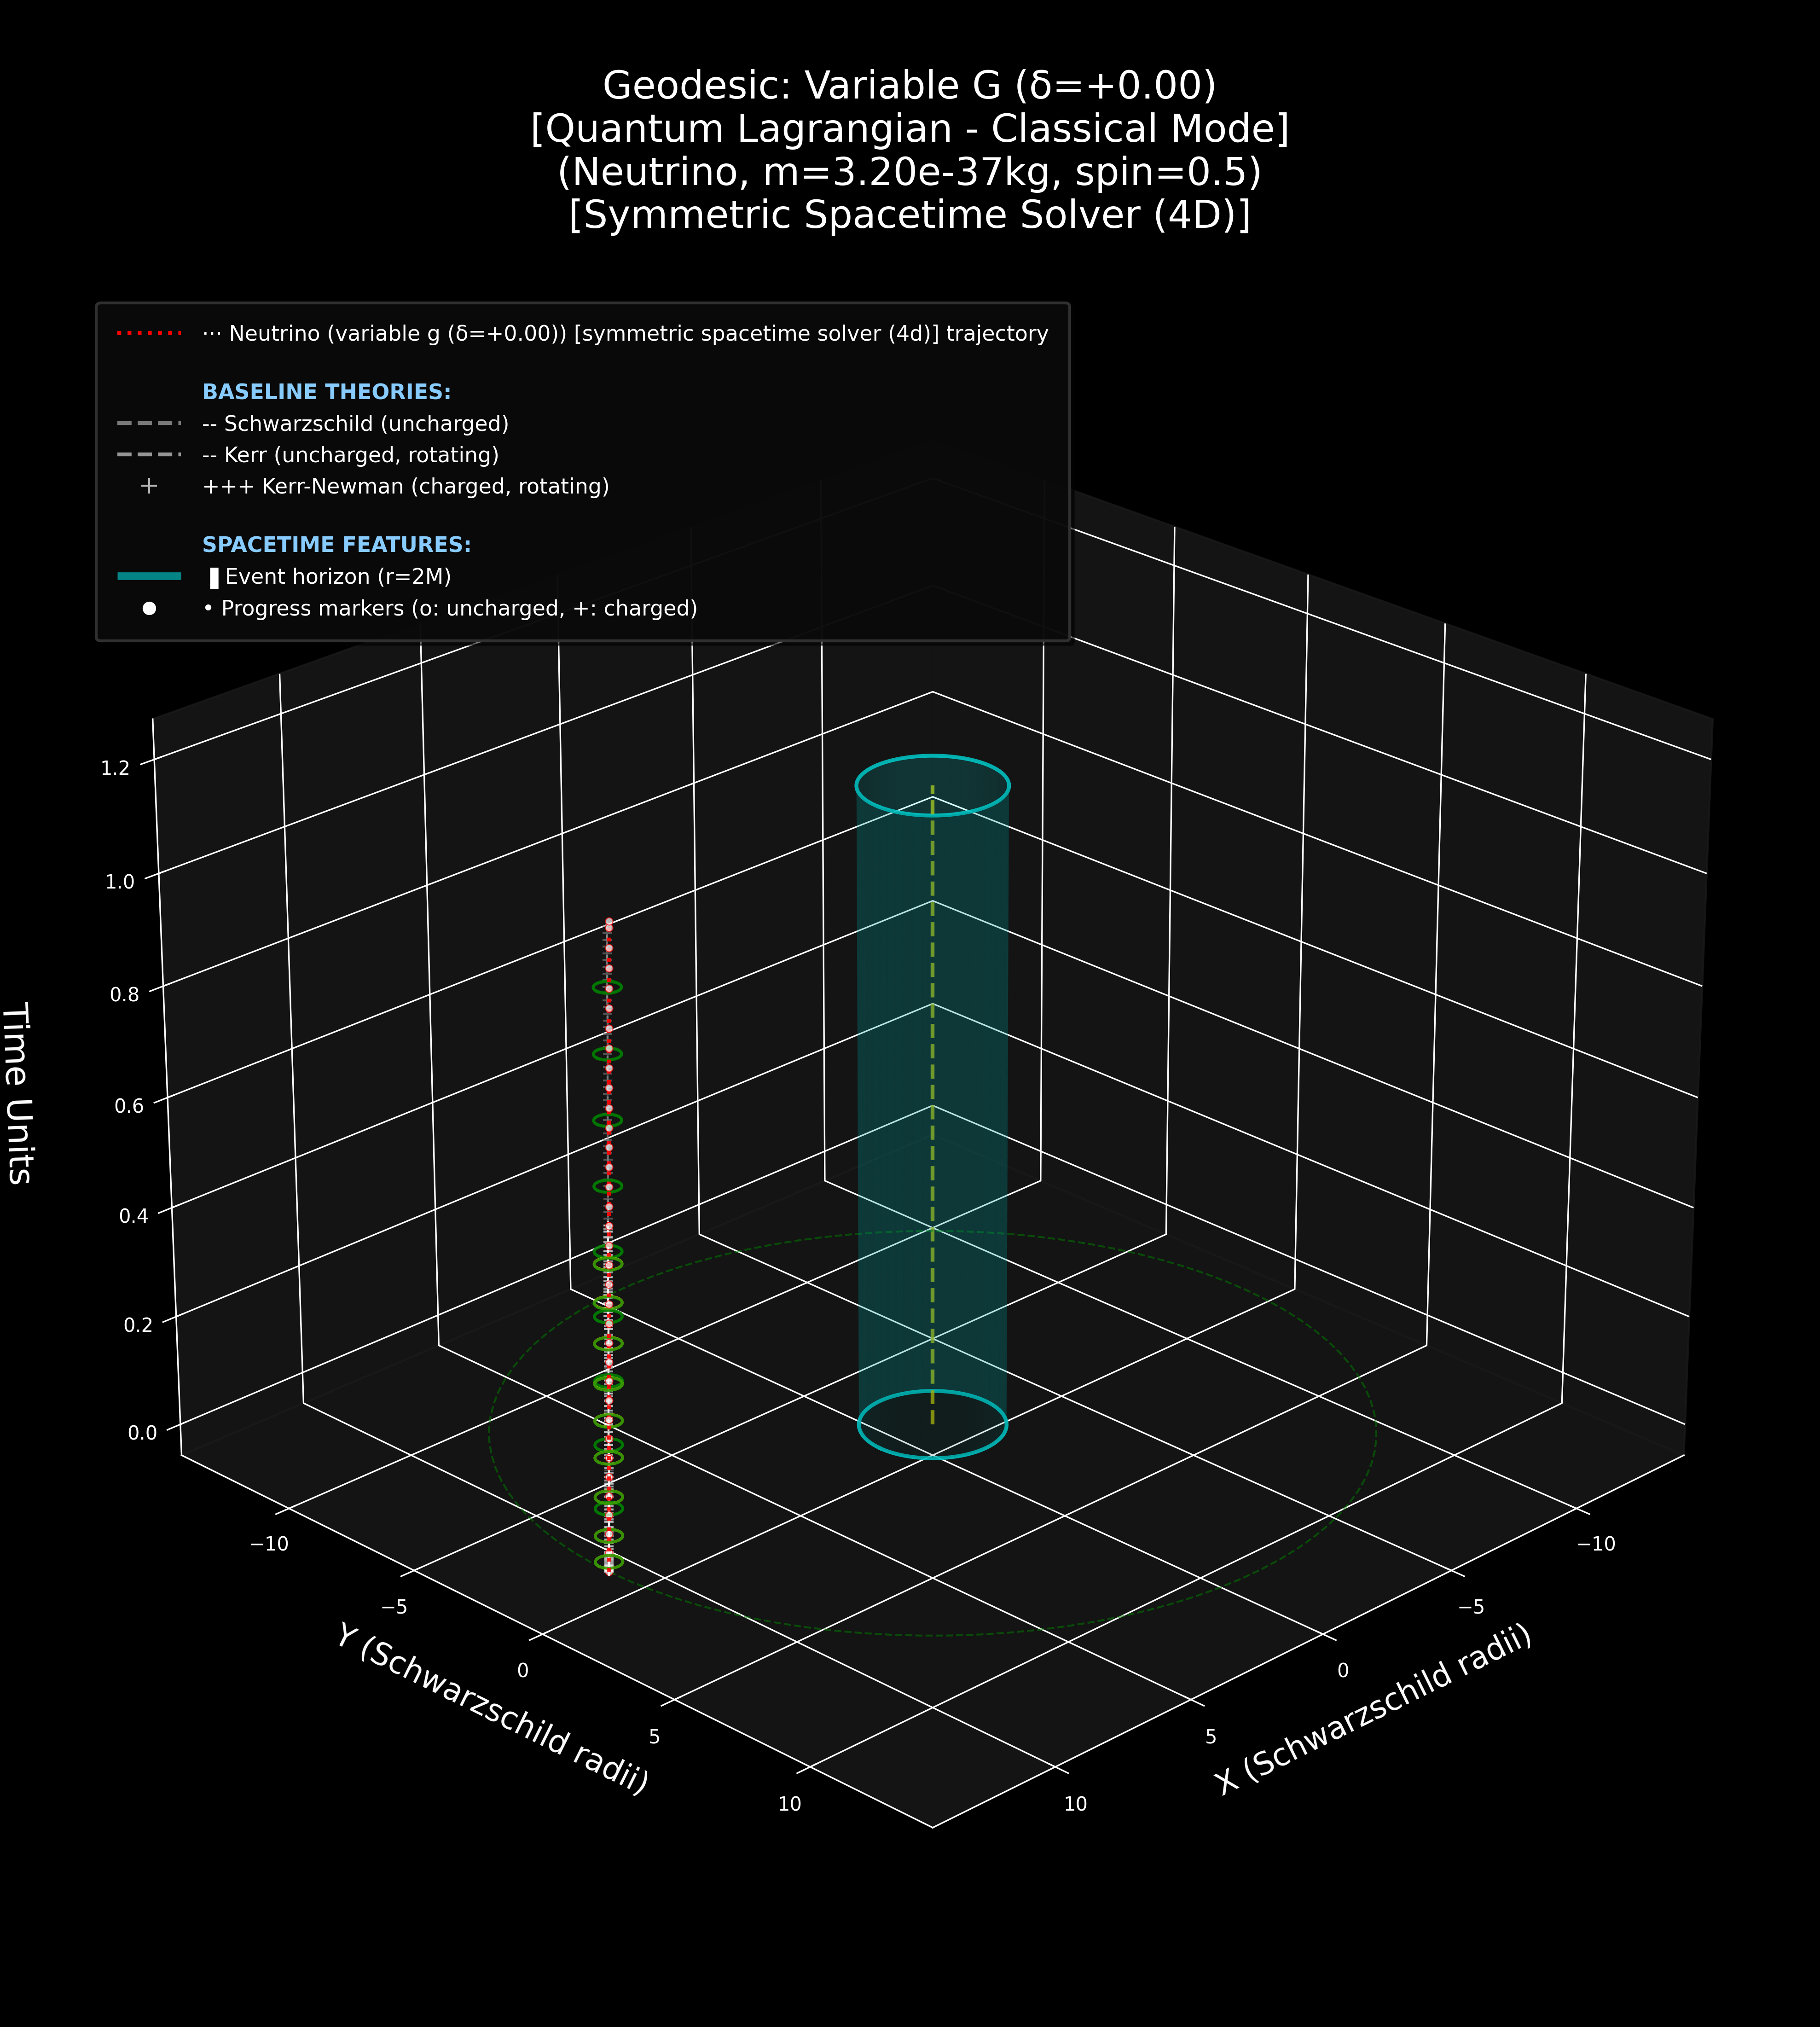 Geodesic: Variable G (δ=+0.00)
[Quantum Lagrangian - Classical Mode]
(Neutrino, m=3.20e-37kg, spin=0.5)
[Symmetric Spacetime Solver (4D)]
··· Neutrino (variable g (δ=+0.00)) [symmetric spacetime solver (4d)] trajectory
BASELINE THEORIES:
-- Schwarzschild (uncharged)
-- Kerr (uncharged, rotating)
+++ Kerr-Newman (charged, rotating)
SPACETIME FEATURES:
▐ Event horizon (r=2M)
• Progress markers (o: uncharged, +: charged)
Time Units
1.2
1.0
0.8
0.6
0.4
0.2
0.0
−10
−5
0
5
10
Y (Schwarzschild radii)
−10
−5
0
5
10
X (Schwarzschild radii)